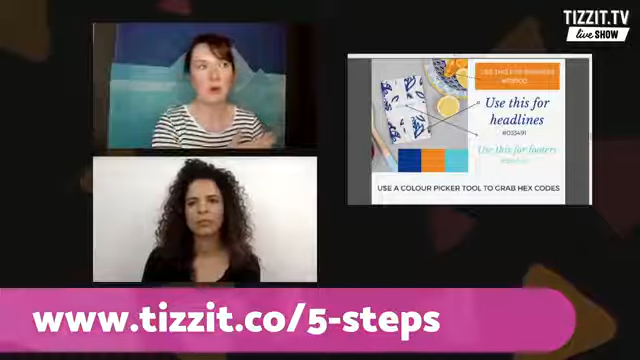 TIZZIT.TV
live SHOW
Use this for
headlines
#033491
Use this for footers
USE A COLOUR PICKER TOOL TO GRAB HEX CODES
www.tizzit.co/5-steps